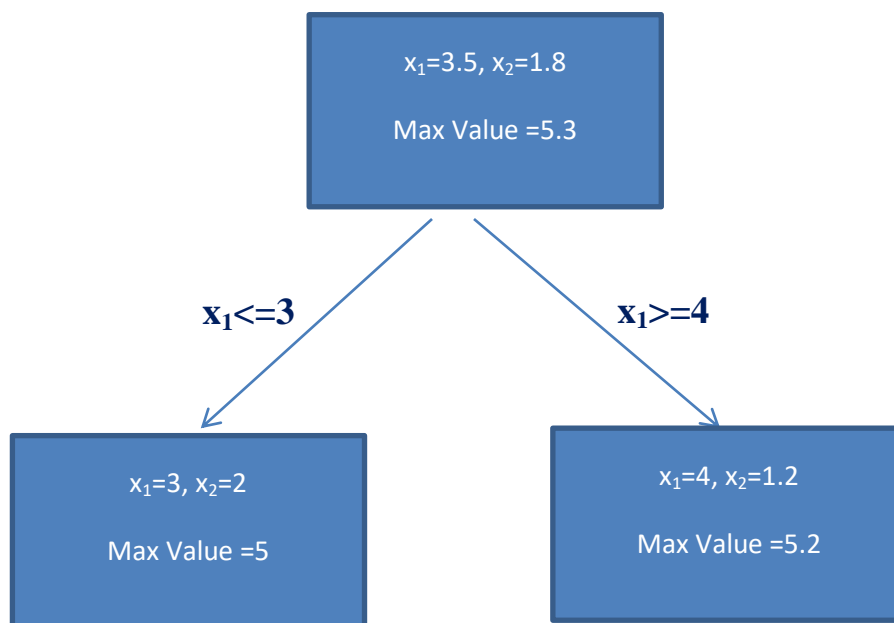 x₁=3.5, x₂=1.8
Max Value =5.3
x₁<=3
x₁>=4
x₁=3, x₂=2
Max Value =5
x₁=4, x₂=1.2
Max Value =5.2